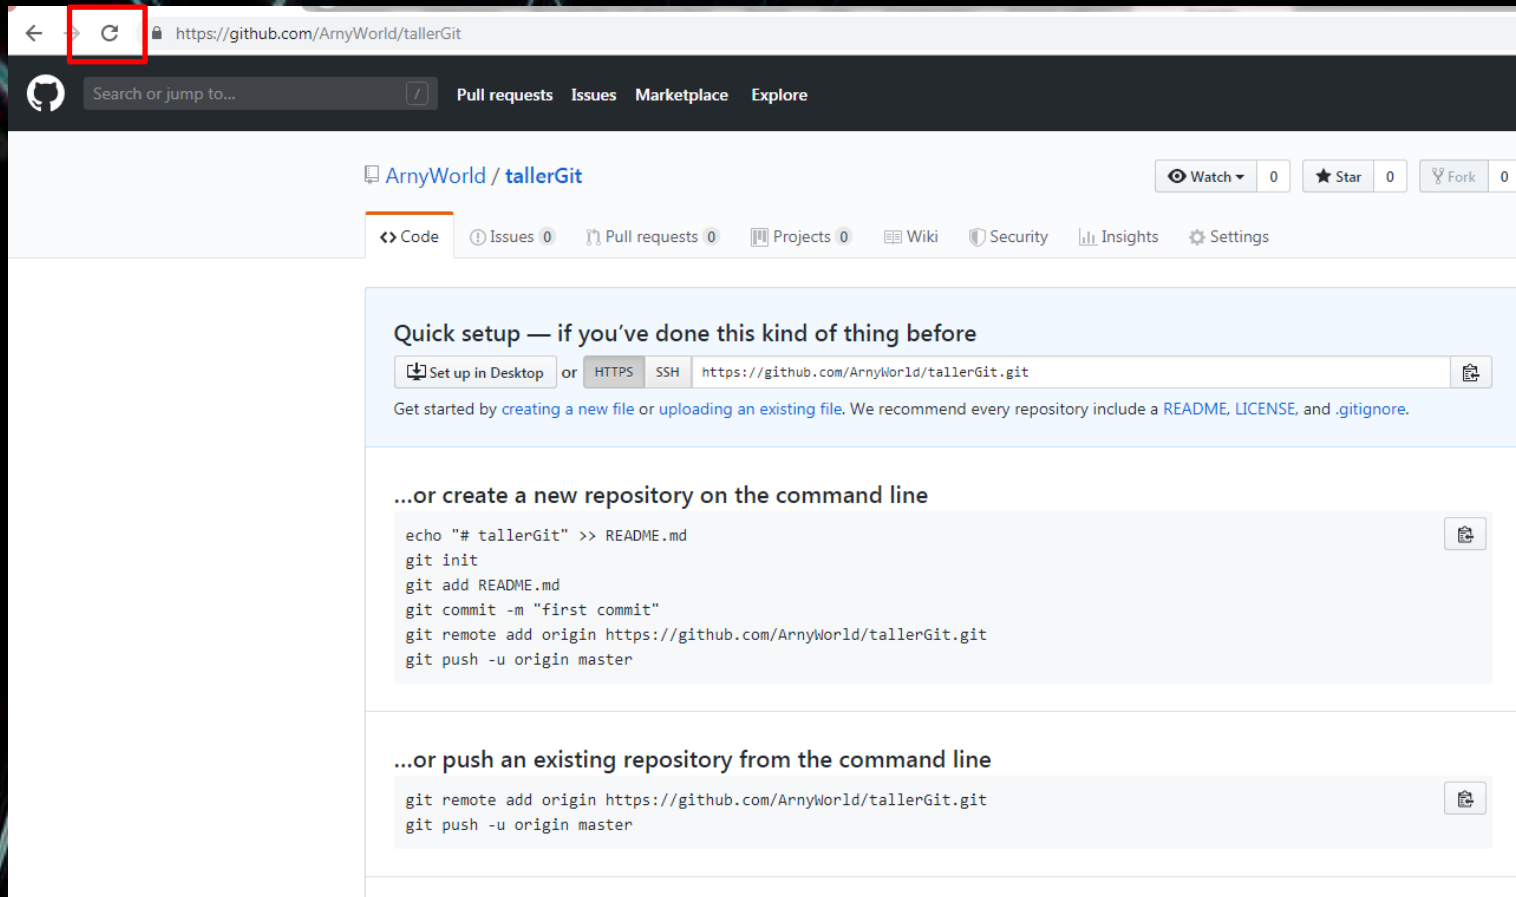 https://github.com/ArnyWorld/tallerGit
Search or jump to... /
Pull requests Issues Marketplace Explore
ArnyWorld / tallerGit
Watch 0 Star 0 Fork 0
Code Issues 0 Pull requests 0 Projects 0 Wiki Security Insights Settings
Quick setup — if you’ve done this kind of thing before
Set up in Desktop or HTTPS SSH https://github.com/ArnyWorld/tallerGit.git
Get started by creating a new file or uploading an existing file. We recommend every repository include a README, LICENSE, and .gitignore.
…or create a new repository on the command line
echo "# tallerGit" >> README.md
git init
git add README.md
git commit -m "first commit"
git remote add origin https://github.com/ArnyWorld/tallerGit.git
git push -u origin master
…or push an existing repository from the command line
git remote add origin https://github.com/ArnyWorld/tallerGit.git
git push -u origin master